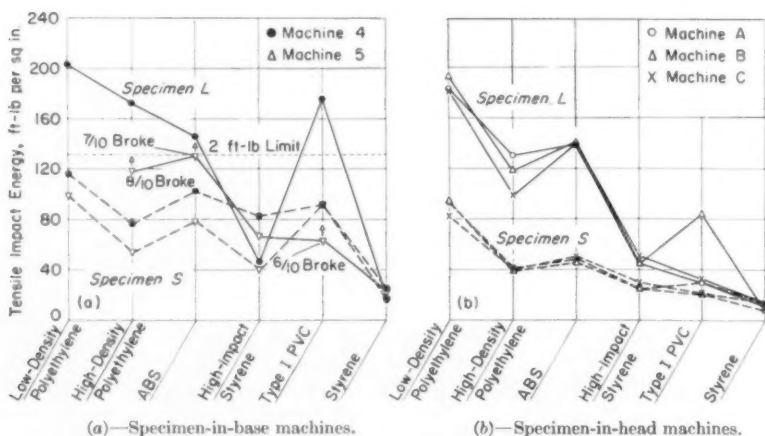 Tensile Impact Energy, ft-lb per sq in.
240
200
160
120
80
40
0
● Machine 4
Δ Machine 5
Specimen L
7/10 Broke
2 ft-lb Limit
8/10 Broke
Specimen S
6/10 Broke
(a)
Low-Density
Polyethylene
High-Density
Polyethylene
ABS
High-Impact
Styrene
Type I PVC
Styrene
(a)—Specimen-in-base machines.
○ Machine A
Δ Machine B
× Machine C
Specimen L
Specimen S
(b)
Low-Density
Polyethylene
High-Density
Polyethylene
ABS
High-Impact
Styrene
Type I PVC
Styrene
(b)—Specimen-in-head machines.